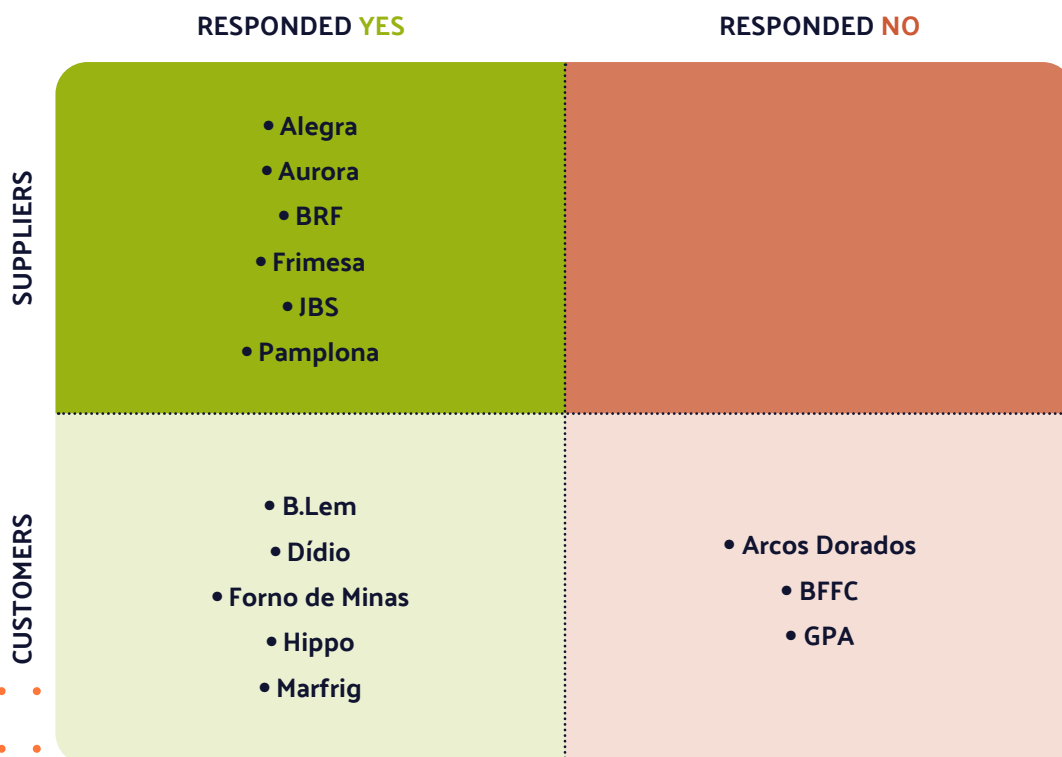 RESPONDED YES
RESPONDED NO
SUPPLIERS
• Alegra
• Aurora
• BRF
• Frimesa
• JBS
• Pamplona
CUSTOMERS
• B.Lem
• Dídio
• Forno de Minas
• Hippo
• Marfrig
• Arcos Dorados
• BFFC
• GPA